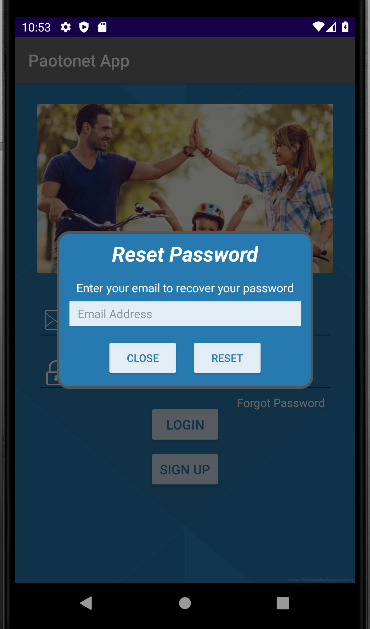 10:53
Paotonet App
Reset Password
Enter your email to recover your password
Email Address
CLOSE
RESET
Forgot Password
LOGIN
SIGN UP